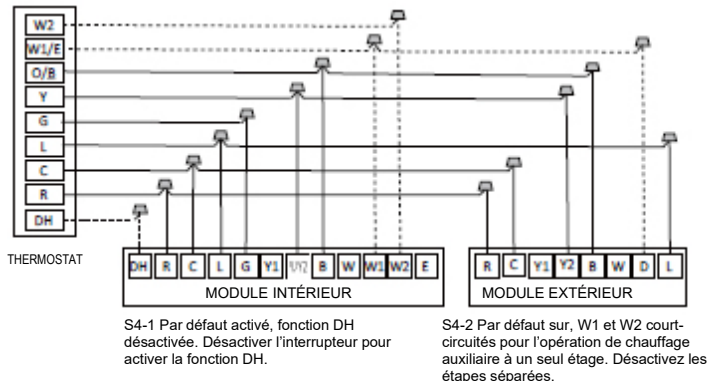 W2
W1/E
O/B
Y
G
L
C
R
DH
THERMOSTAT
DH R C L G Y1 Y/Y2 B W W1 W2 E
MODULE INTÉRIEUR
R C Y1 Y2 B W D L
MODULE EXTÉRIEUR
S4-1 Par défaut activé, fonction DH
désactivée. Désactiver l’interrupteur pour
activer la fonction DH.
S4-2 Par défaut sur, W1 et W2 court-
circuités pour l’opération de chauffage
auxiliaire à un seul étage. Désactivez les
étapes séparées.